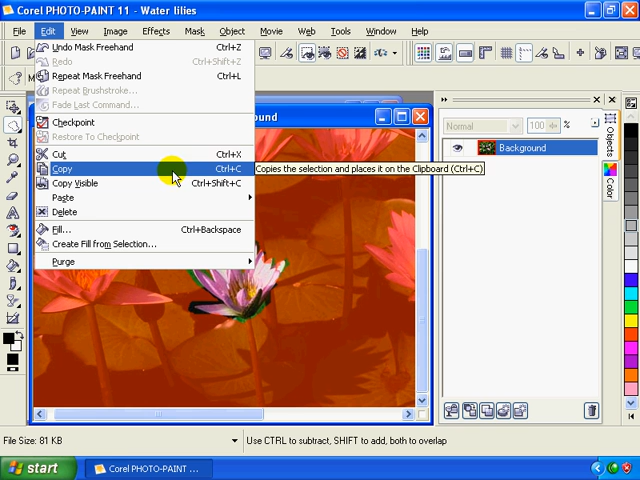 Corel PHOTO-PAINT 11 - Water lilies
File Edit View Image Effects Mask Object Movie Web Tools Window Help
Undo Mask Freehand Ctrl+Z
Redo Ctrl+Shift+Z
Repeat Mask Freehand Ctrl+L
Repeat Brushstroke...
Fade Last Command...
Checkpoint
Restore To Checkpoint
Cut Ctrl+X
Copy Ctrl+C
Copies the selection and places it on the Clipboard (Ctrl+C)
Copy Visible Ctrl+Shift+C
Paste
Delete
Fill... Ctrl+Backspace
Create Fill from Selection...
Purge
Normal 100 %
Background
Objects
Color
File Size: 81 KB
Use CTRL to subtract, SHIFT to add, both to overlap
start
Corel PHOTO-PAINT ...